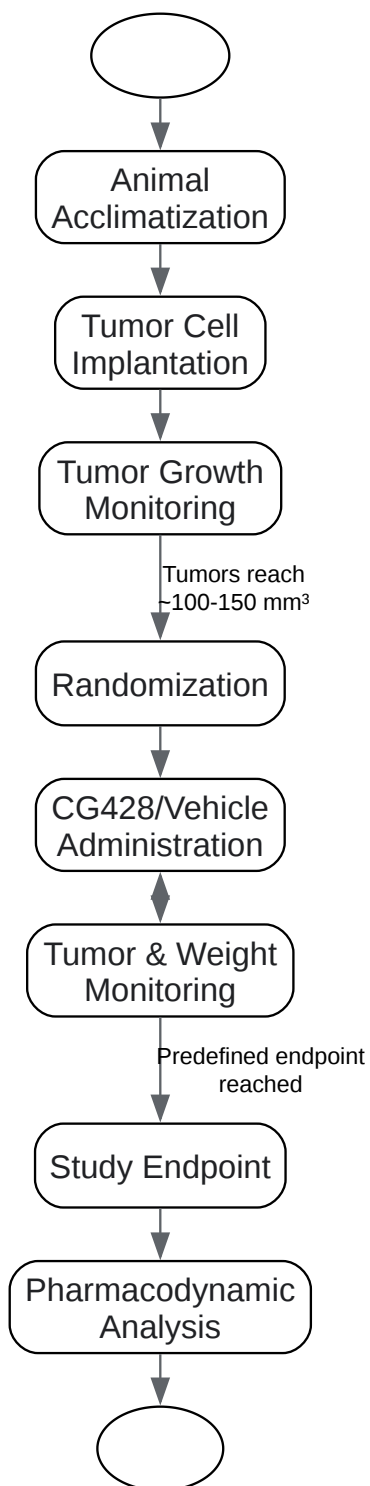 Animal
Acclimatization
Tumor Cell
Implantation
Tumor Growth
Monitoring
Tumors reach
~100-150 mm³
Randomization
CG428/Vehicle
Administration
Tumor & Weight
Monitoring
Predefined endpoint
reached
Study Endpoint
Pharmacodynamic
Analysis